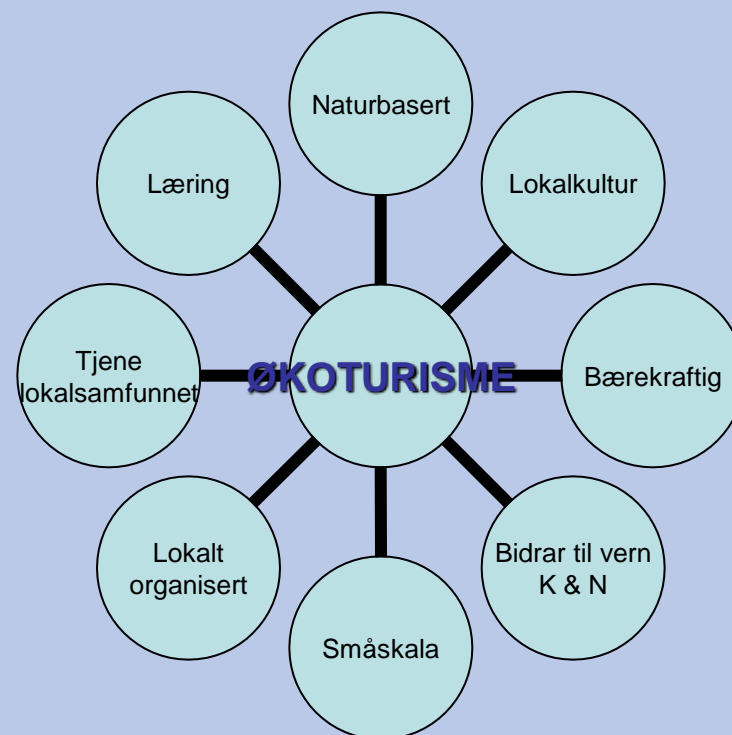 Naturbasert
Læring
Lokalkultur
Tjene
lokalsamfunnet
ØKOTURISME
Bærekraftig
Lokalt
organisert
Bidrar til vern
K & N
Småskala